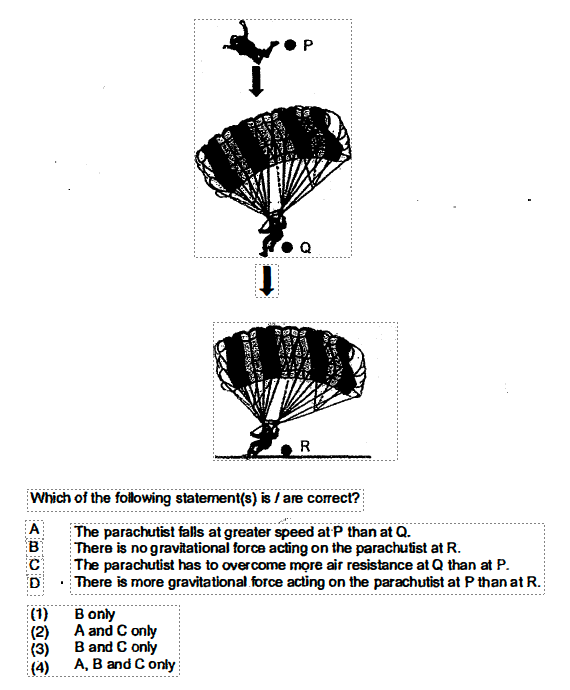 P
Q
R
Which of the following statement(s) is / are correct?
A The parachutist falls at greater speed at P than at Q.
B There is no gravitational force acting on the parachutist at R.
C The parachutist has to overcome more air resistance at Q than at P.
D There is more gravitational force acting on the parachutist at P than at R.
(1) B only
(2) A and C only
(3) B and C only
(4) A, B and C only